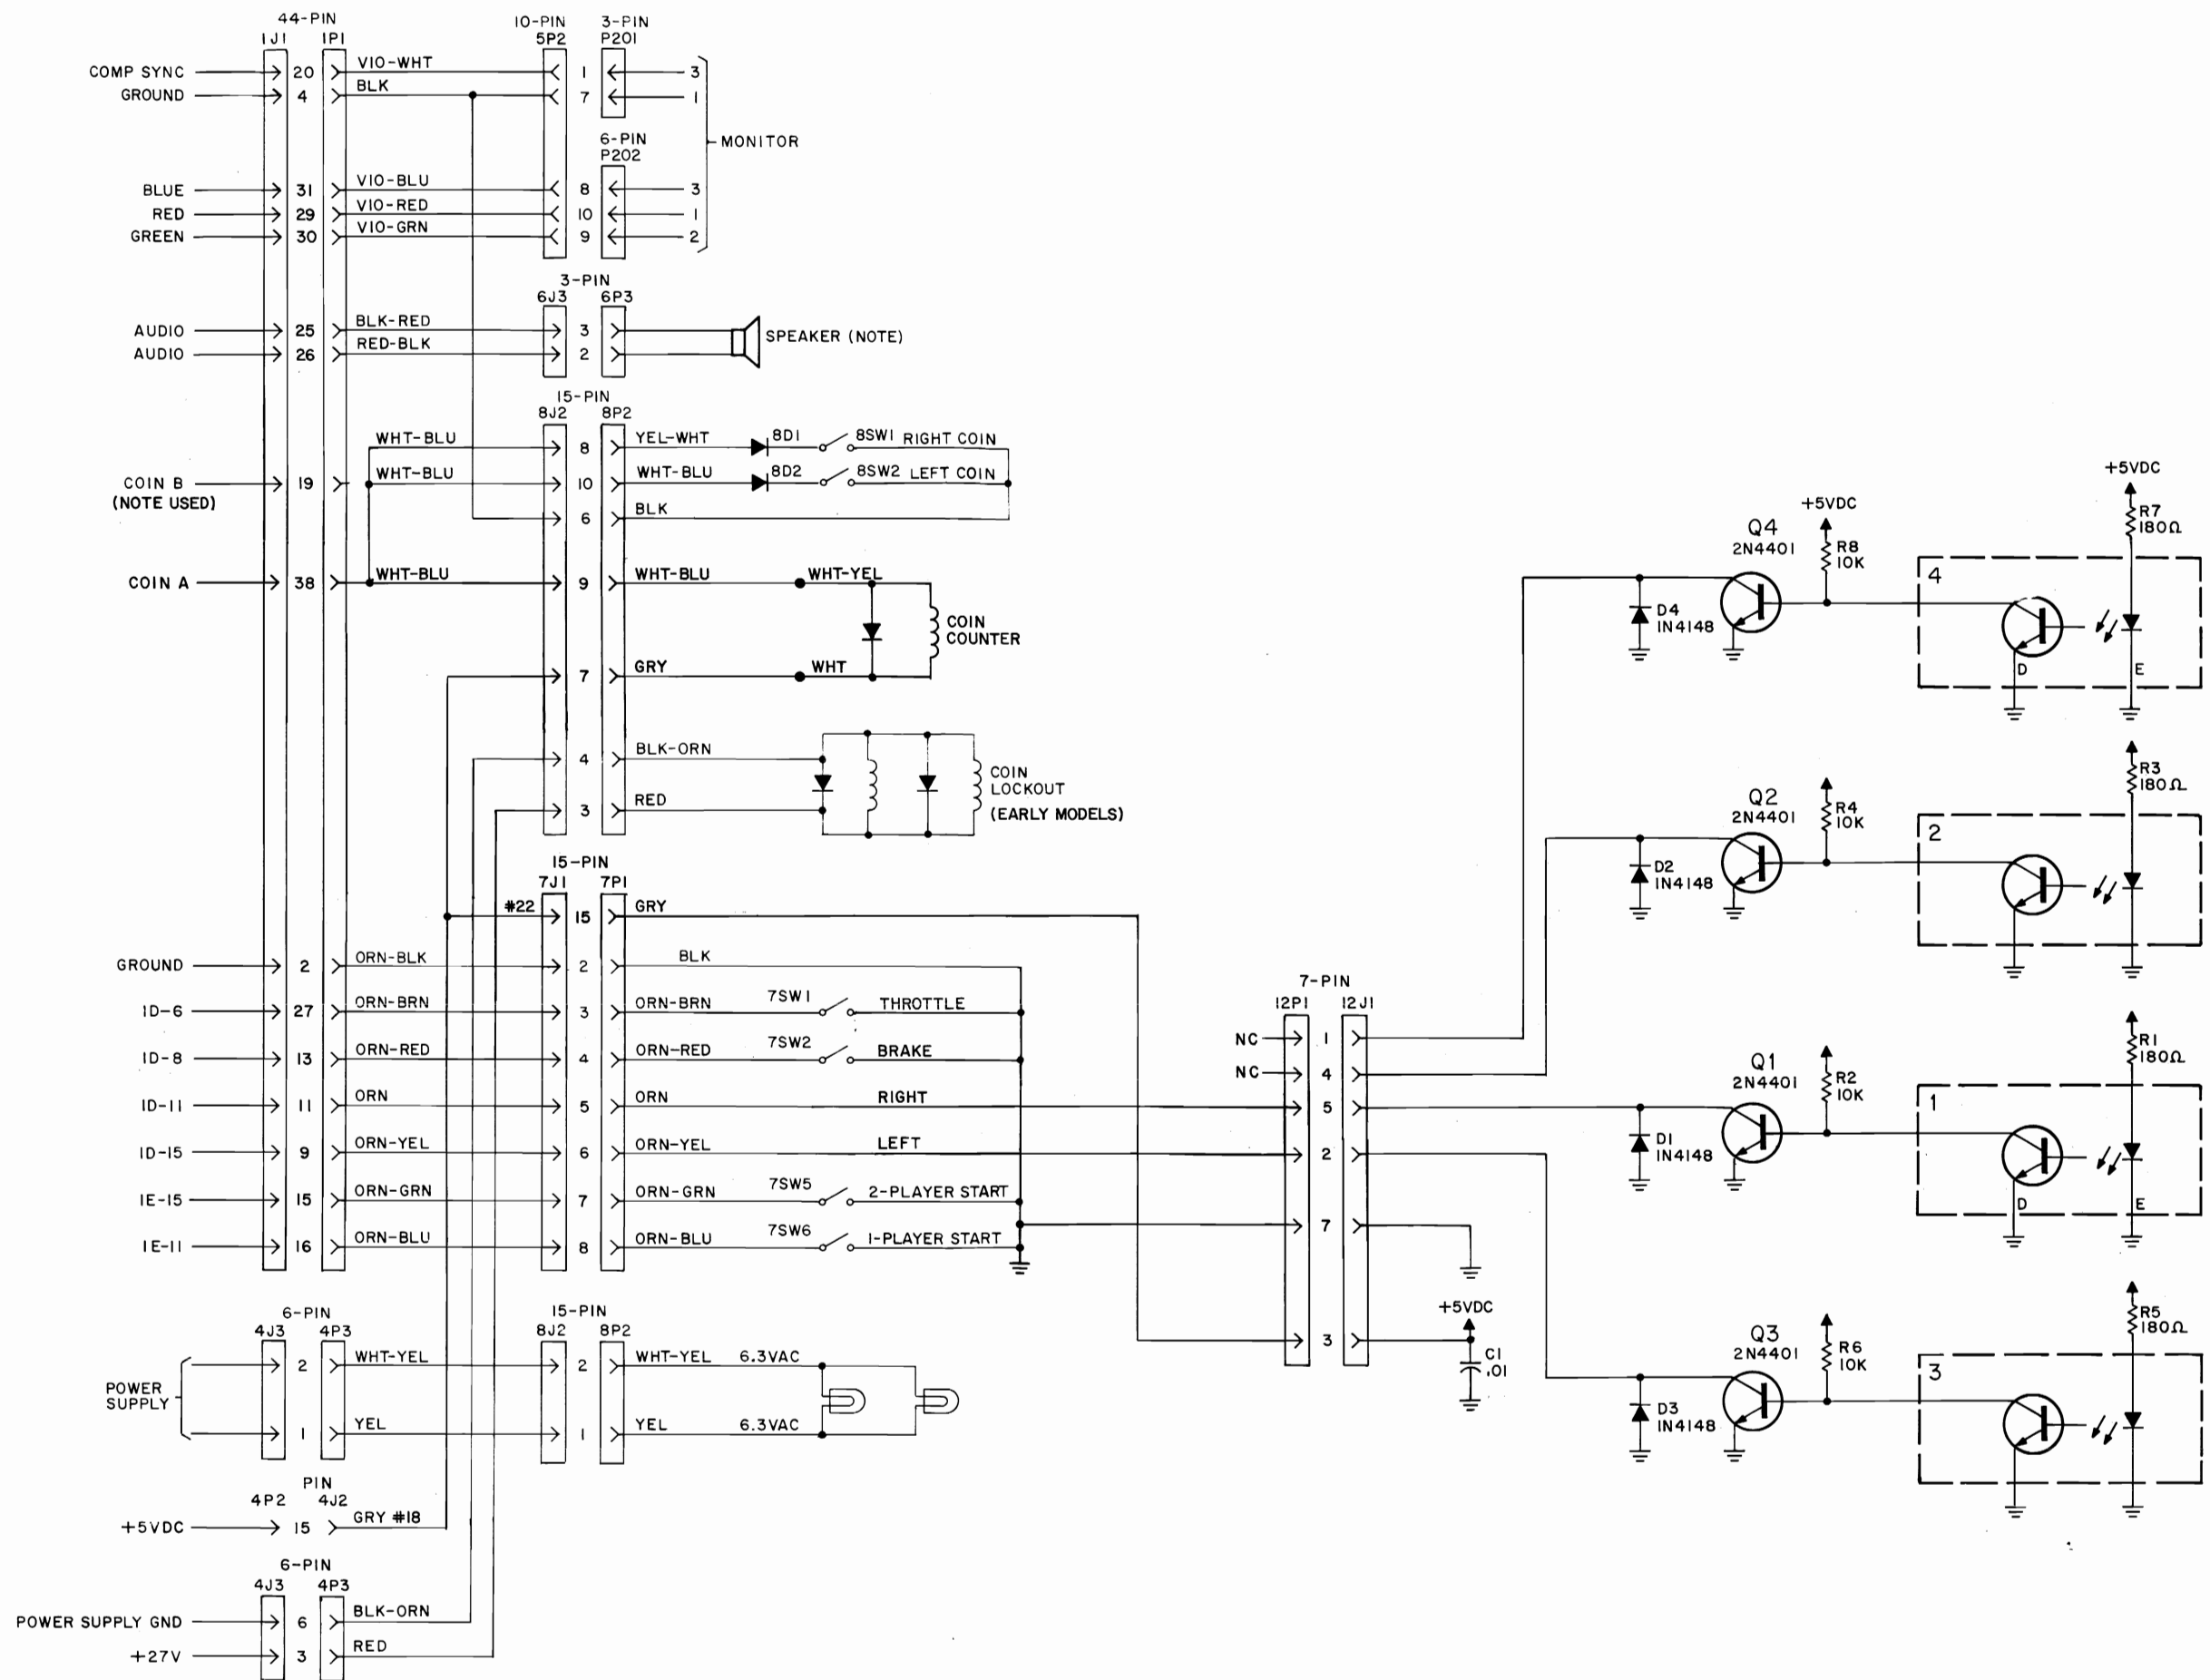 44-PIN
1J1 1P1
COMP SYNC 20 VIO-WHT
GROUND 4 BLK
BLUE 31 VIO-BLU
RED 29 VIO-RED
GREEN 30 VIO-GRN
10-PIN 3-PIN
5P2 P201
1 3
7 1
6-PIN
P202
8 3
10 1
9 2
MONITOR
3-PIN
6J3 6P3
AUDIO 25 BLK-RED 3
AUDIO 26 RED-BLK 2
SPEAKER (NOTE)
15-PIN
8J2 8P2
WHT-BLU 8 YEL-WHT 8D1 8SW1 RIGHT COIN
COIN B 19 WHT-BLU 10 WHT-BLU 8D2 8SW2 LEFT COIN
(NOTE USED)
6 BLK
COIN A 38 WHT-BLU 9 WHT-BLU WHT-YEL
COIN
COUNTER
7 GRY WHT
4 BLK-ORN
3 RED
COIN
LOCKOUT
(EARLY MODELS)
15-PIN
7J1 7P1
#22 15 GRY
GROUND 2 ORN-BLK 2 BLK
1D-6 27 ORN-BRN 3 ORN-BRN 7SW1 THROTTLE
1D-8 13 ORN-RED 4 ORN-RED 7SW2 BRAKE
1D-11 11 ORN 5 ORN RIGHT
1D-15 9 ORN-YEL 6 ORN-YEL LEFT
1E-15 15 ORN-GRN 7 ORN-GRN 7SW5 2-PLAYER START
1E-11 16 ORN-BLU 8 ORN-BLU 7SW6 1-PLAYER START
6-PIN
4J3 4P3
15-PIN
8J2 8P2
POWER
SUPPLY
2 WHT-YEL 2 WHT-YEL 6.3VAC
1 YEL 1 YEL 6.3VAC
PIN
4P2 4J2
+5VDC 15 GRY #18
6-PIN
4J3 4P3
POWER SUPPLY GND 6 BLK-ORN
+27V 3 RED
7-PIN
12P1 12J1
NC 1
NC 4
5
2
7
3
+5VDC
C1
.01
Q4
2N4401
D4
1N4148
+5VDC
R8
10K
+5VDC
R7
180Ω
4
D E
Q2
2N4401
D2
1N4148
R4
10K
R3
180Ω
2
Q1
2N4401
D1
1N4148
R2
10K
R1
180Ω
1
D E
Q3
2N4401
D3
1N4148
R6
10K
R5
180Ω
3